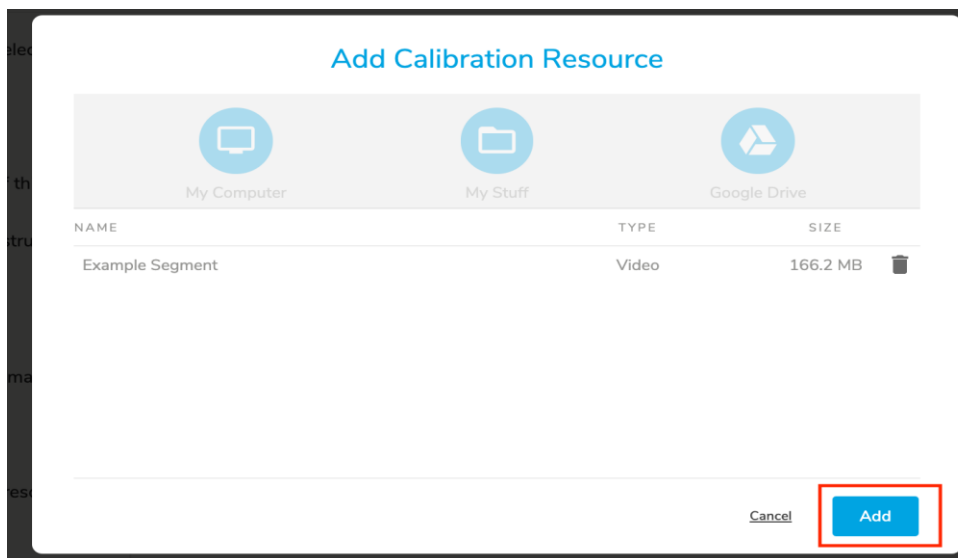 Add Calibration Resource
My Computer My Stuff Google Drive
NAME TYPE SIZE
Example Segment Video 166.2 MB
Cancel Add